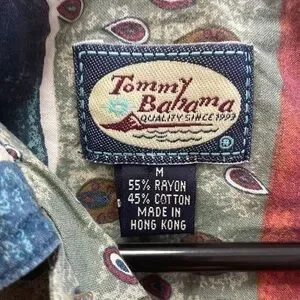 Tommy
Bahama
QUALITY SINCE 1993
®
M
55% RAYON
45% COTTON
MADE IN
HONG KONG